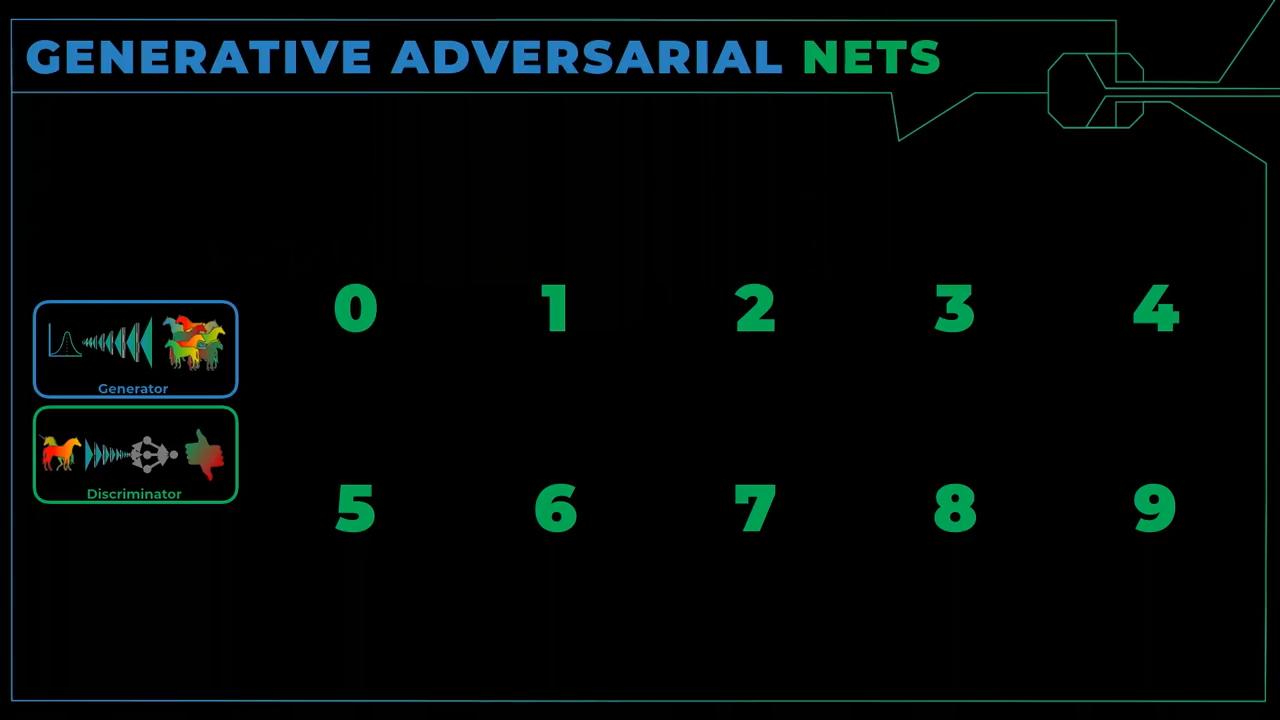 GENERATIVE ADVERSARIAL NETS
0 1 2 3 4
Generator
Discriminator
5 6 7 8 9